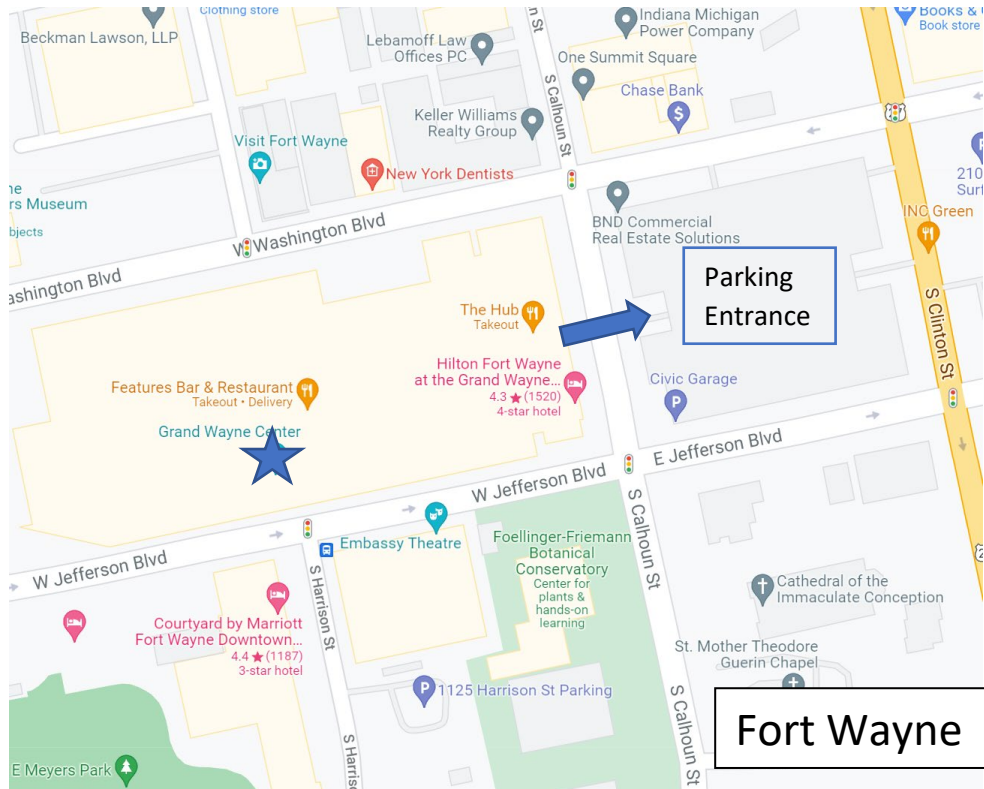 Clothing store
Beckman Lawson, LLP
Lebamoff Law
Offices PC
S Calhoun St
Indiana Michigan
Power Company
Books &
Book store
One Summit Square
Chase Bank
Keller Williams
Realty Group
Visit Fort Wayne
New York Dentists
rs Museum
bjects
W Washington Blvd
ashington Blvd
BND Commercial
Real Estate Solutions
210
Surf
INC Green
Parking
Entrance
S Clinton St
The Hub
Takeout
Hilton Fort Wayne
at the Grand Wayne...
4.3 ★ (1520)
4-star hotel
Features Bar & Restaurant
Takeout • Delivery
Grand Wayne Center
Civic Garage
P
E Jefferson Blvd
W Jefferson Blvd
Embassy Theatre
W Jefferson Blvd
S Harrison St
Foellinger-Friemann
Botanical
Conservatory
Center for
plants &
hands-on
learning
S Calhoun St
Cathedral of the
Immaculate Conception
Courtyard by Marriott
Fort Wayne Downtown...
4.4 ★ (1187)
3-star hotel
St. Mother Theodore
Guerin Chapel
P
1125 Harrison St Parking
S Calhoun St
Fort Wayne
S Harris
E Meyers Park